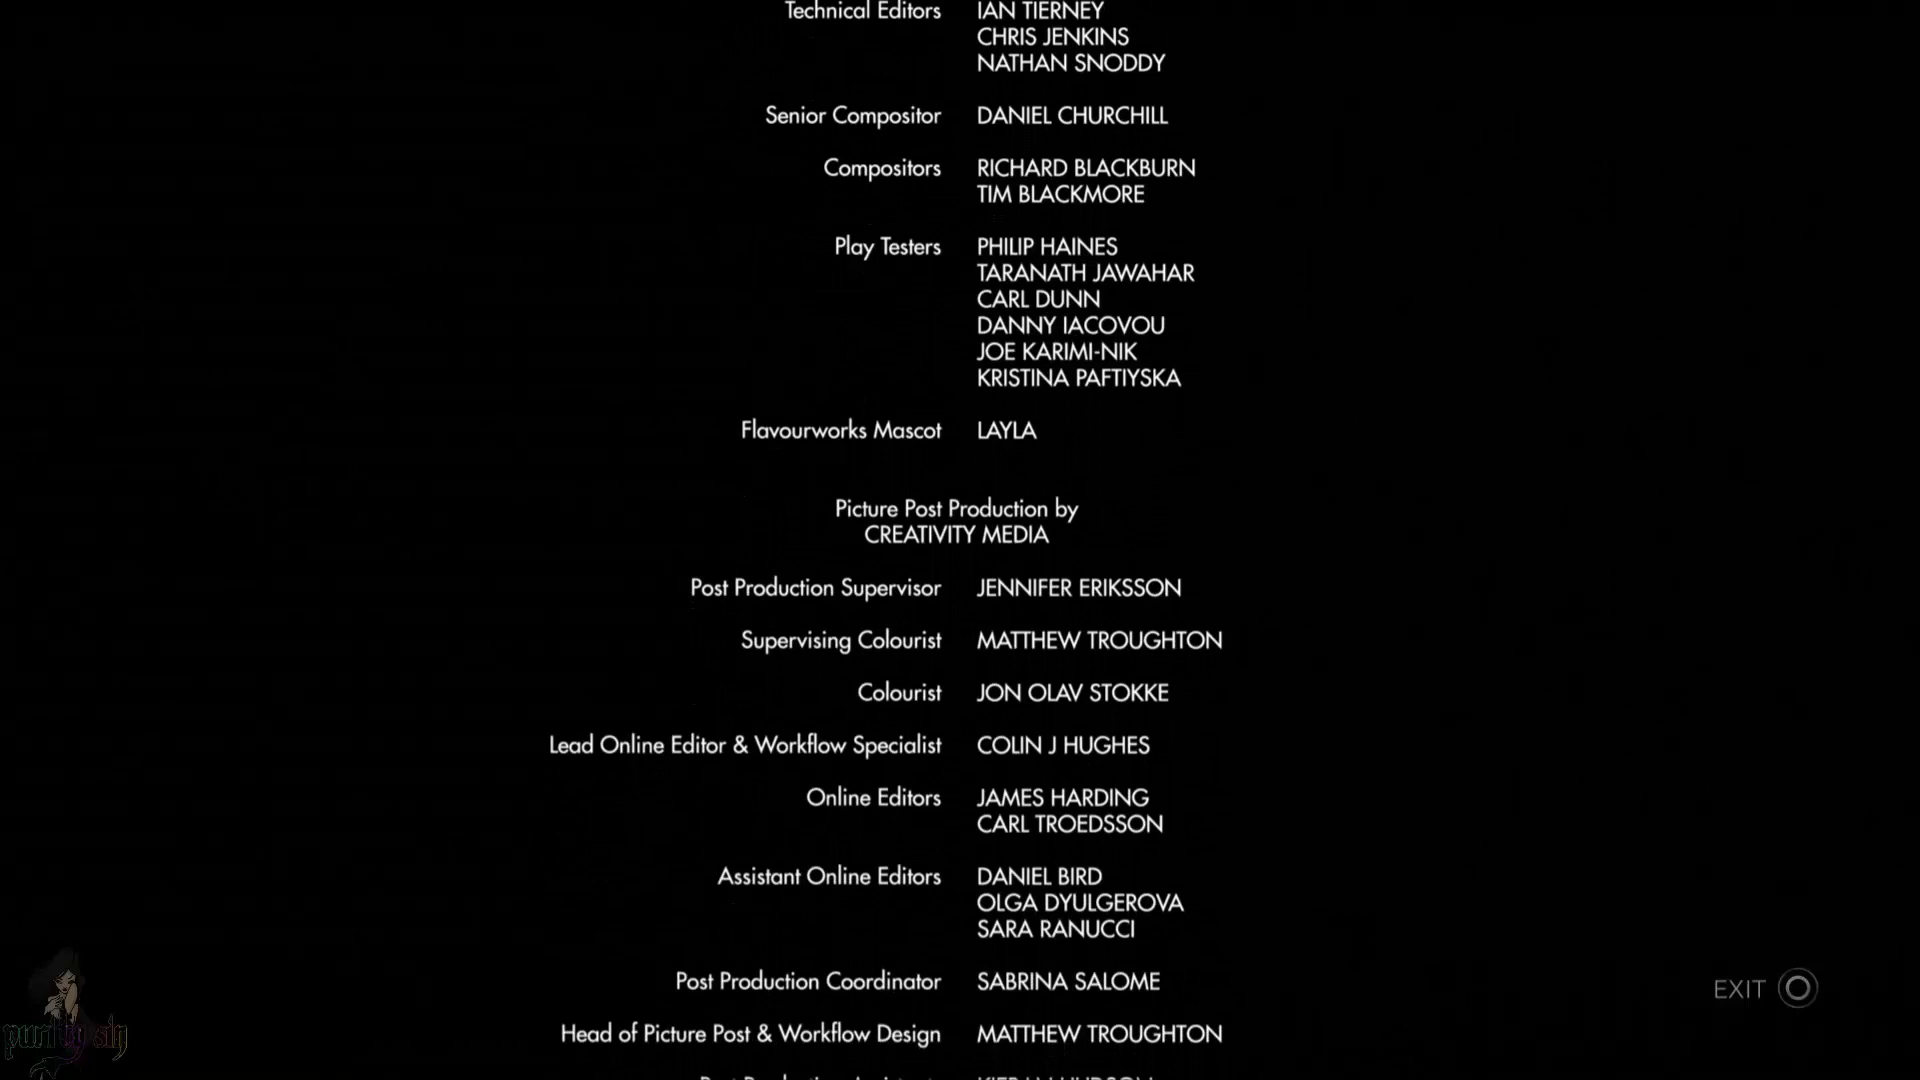 Technical Editors IAN TIERNEY
CHRIS JENKINS
NATHAN SNODDY
Senior Compositor DANIEL CHURCHILL
Compositors RICHARD BLACKBURN
TIM BLACKMORE
Play Testers PHILIP HAINES
TARANATH JAWAHAR
CARL DUNN
DANNY IACOVOU
JOE KARIMI-NIK
KRISTINA PAFTIYSKA
Flavourworks Mascot LAYLA
Picture Post Production by
CREATIVITY MEDIA
Post Production Supervisor JENNIFER ERIKSSON
Supervising Colourist MATTHEW TROUGHTON
Colourist JON OLAV STOKKE
Lead Online Editor & Workflow Specialist COLIN J HUGHES
Online Editors JAMES HARDING
CARL TROEDSSON
Assistant Online Editors DANIEL BIRD
OLGA DYULGEROVA
SARA RANUCCI
Post Production Coordinator SABRINA SALOME
EXIT
Head of Picture Post & Workflow Design MATTHEW TROUGHTON